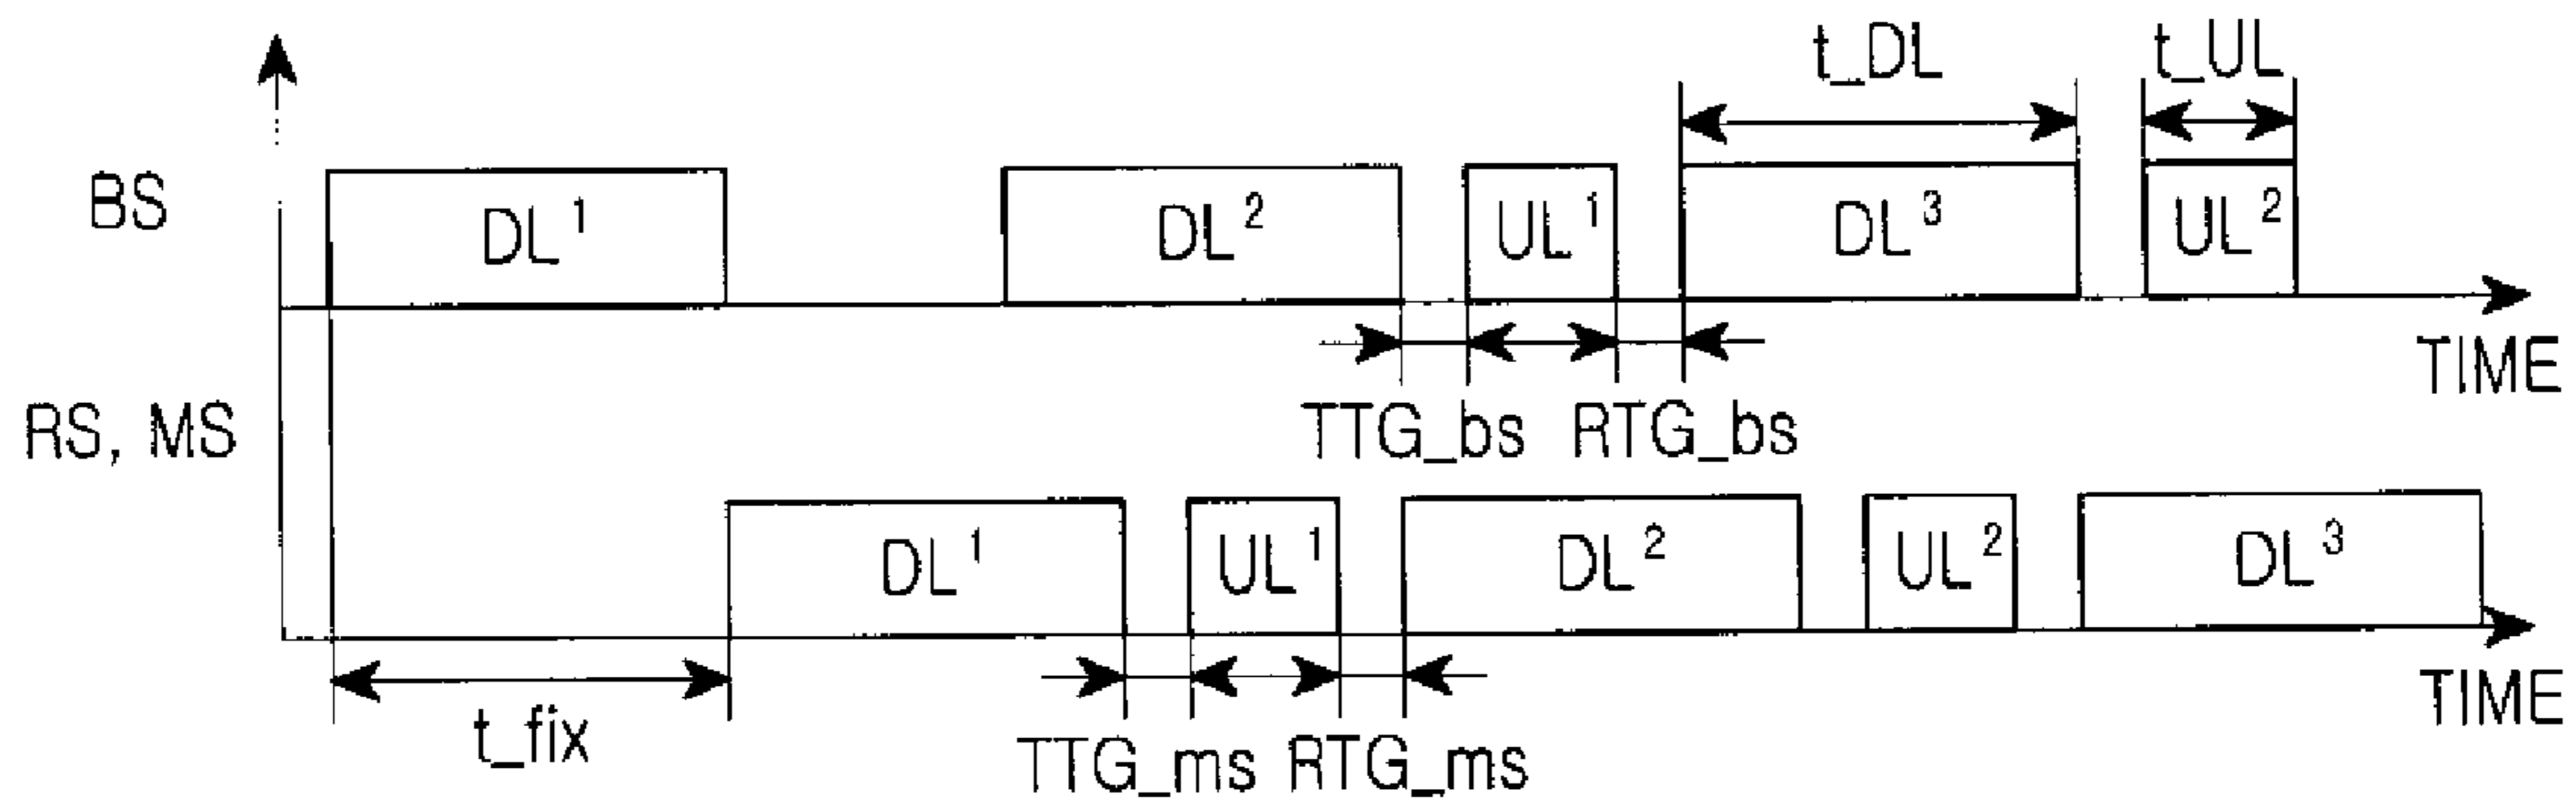 t_DL t_UL
BS
DL¹ DL² UL¹ DL³ UL²
TIME
TTG_bs RTG_bs
RS, MS
DL¹ UL¹ DL² UL² DL³
TIME
t_fix
TTG_ms RTG_ms